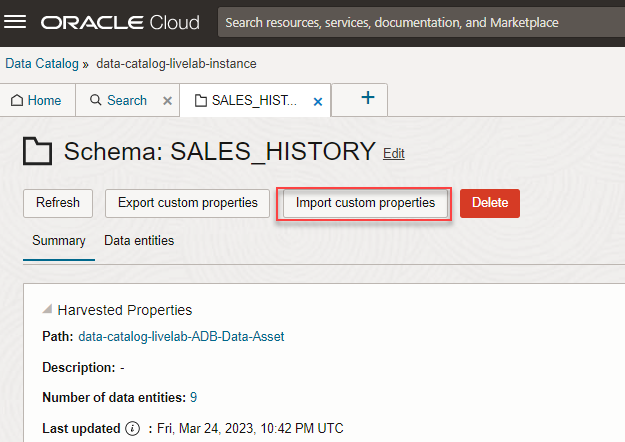 ORACLE Cloud Search resources, services, documentation, and Marketplace
Data Catalog » data-catalog-livelab-instance
Home Search × SALES_HIST... × +
Schema: SALES_HISTORY Edit
Refresh Export custom properties Import custom properties Delete
Summary Data entities
Harvested Properties
Path: data-catalog-livelab-ADB-Data-Asset
Description: -
Number of data entities: 9
Last updated i : Fri, Mar 24, 2023, 10:42 PM UTC